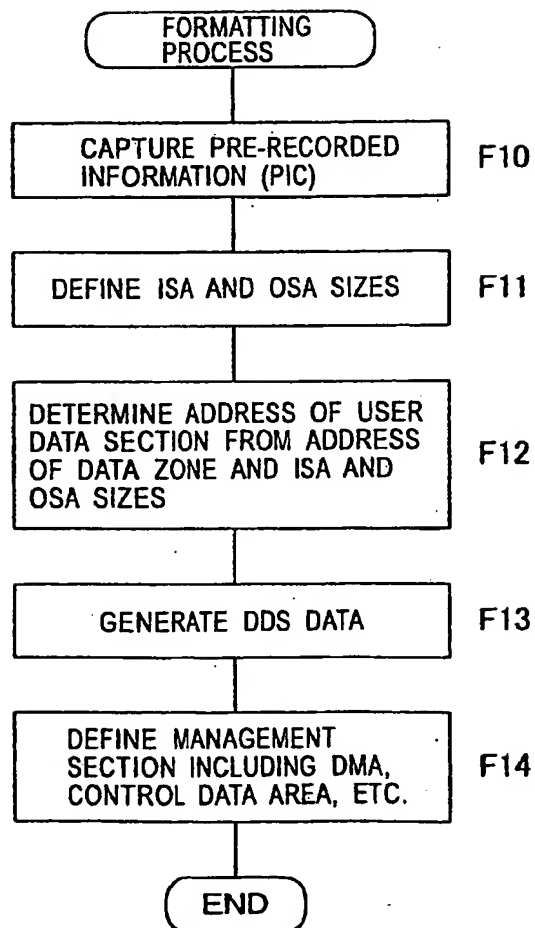 FORMATTING
PROCESS
CAPTURE PRE-RECORDED
INFORMATION (PIC)
F10
DEFINE ISA AND OSA SIZES
F11
DETERMINE ADDRESS OF USER
DATA SECTION FROM ADDRESS
OF DATA ZONE AND ISA AND
OSA SIZES
F12
GENERATE DDS DATA
F13
DEFINE MANAGEMENT
SECTION INCLUDING DMA,
CONTROL DATA AREA, ETC.
F14
END